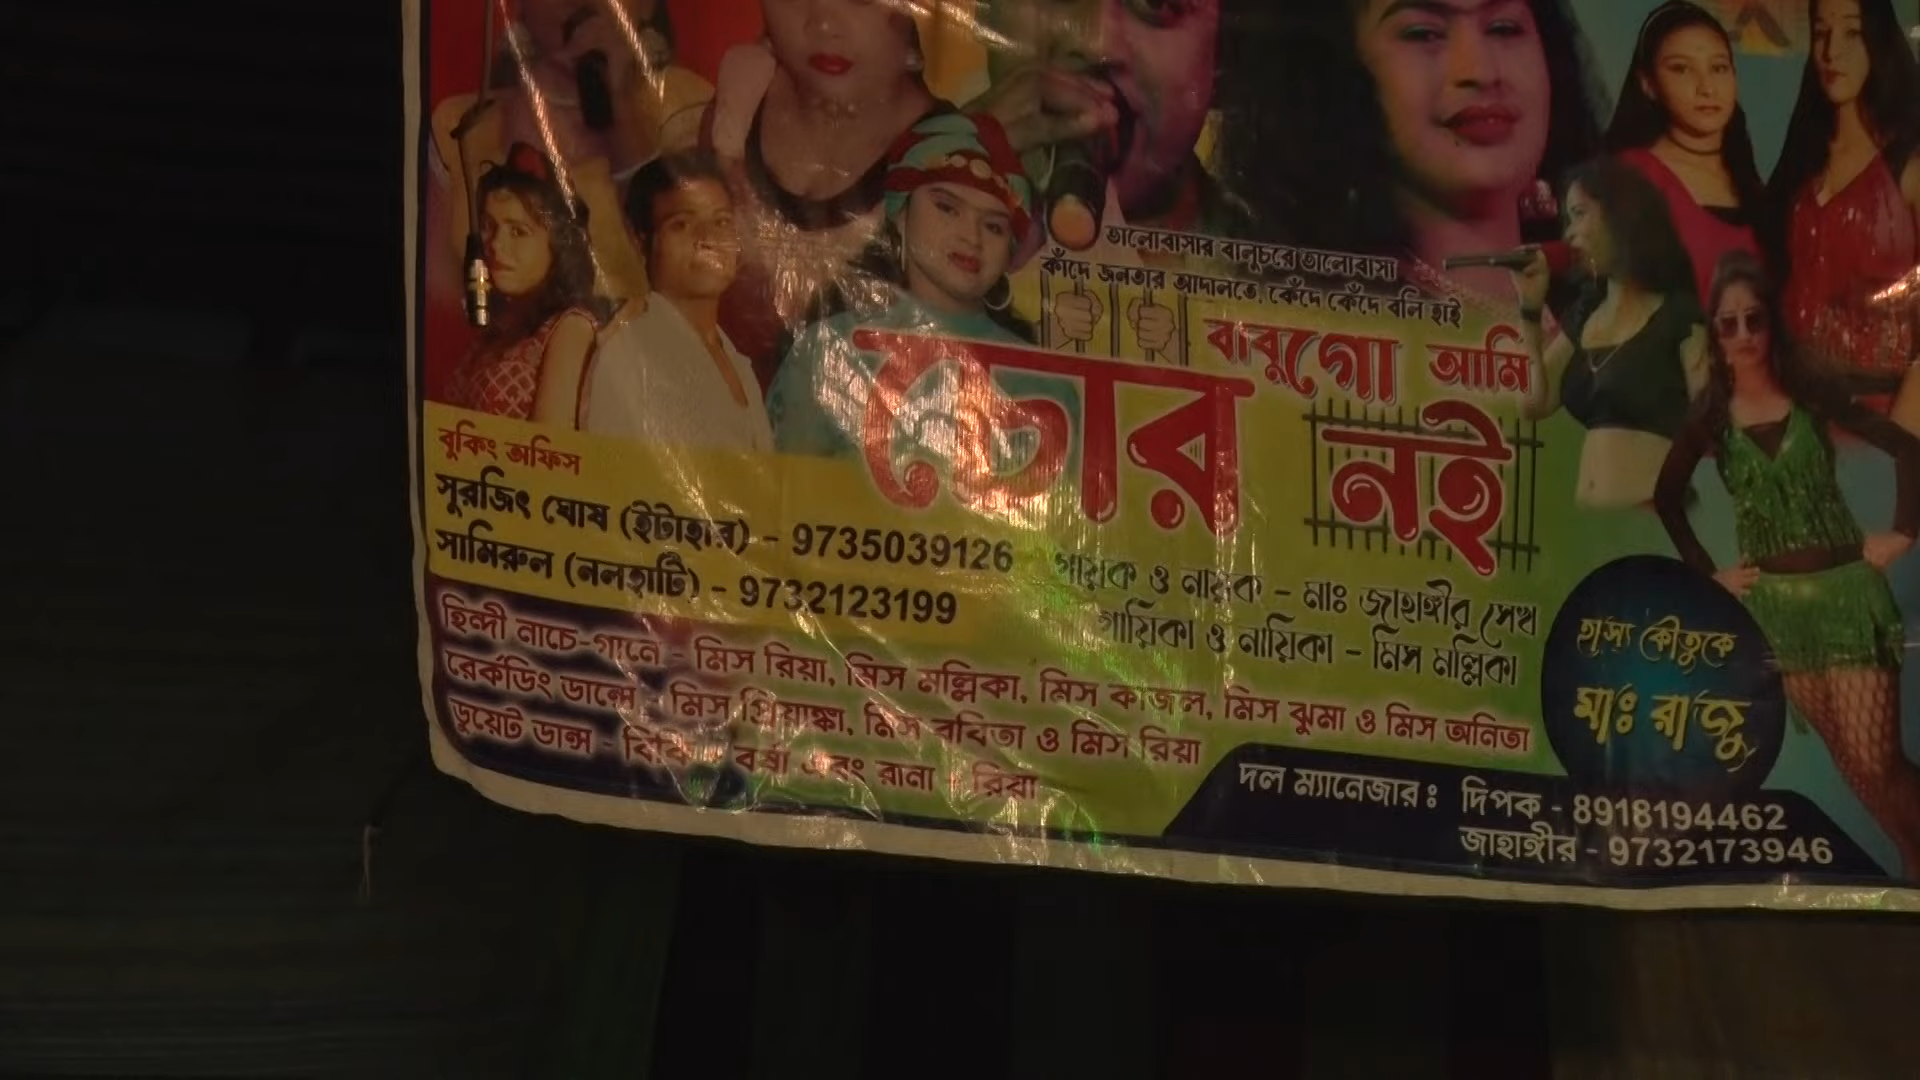 ভালোবাসার বালুচরে ভালোবাসা
কাঁদে জনতার আদালতে, কেঁদে কেঁদে বলি হাই
বাবুগো আমি
চোর নই
বুকিং অফিস
সুরজিৎ ঘোষ (ইটাহার) - 9735039126
সামিরুল (নলহাটি) - 9732123199
গায়ক ও নায়ক - মাঃ জাহাঙ্গীর সেখ
গায়িকা ও নায়িকা - মিস মল্লিকা
হিন্দী নাচে-গানে - মিস রিয়া, মিস মল্লিকা, মিস কাজল, মিস ঝুমা ও মিস অনিতা
রেকর্ডিং ডান্সে - মিস প্রিয়াঙ্কা, মিস ববিতা ও মিস রিয়া
ডুয়েট ডান্স - বর্ষা এবং রানা রিয়া
হাস্য কৌতুকে
মাঃ রাজু
দল ম্যানেজার : দিপক - 8918194462
জাহাঙ্গীর - 9732173946